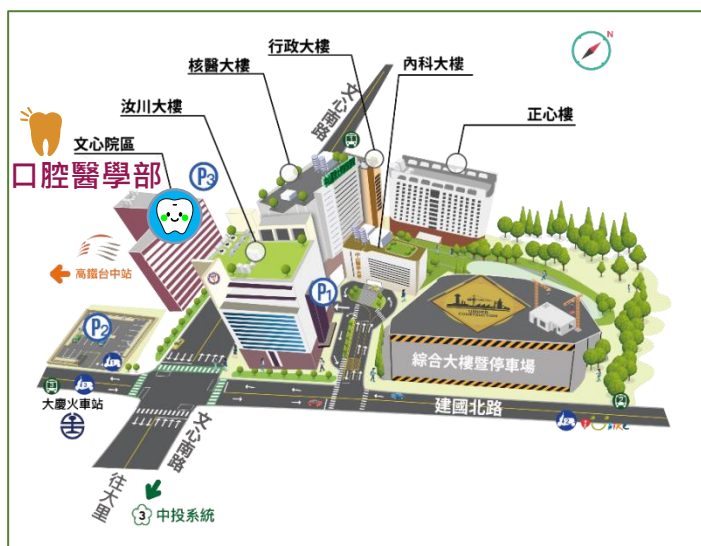 N
行政大樓
核醫大樓
內科大樓
文心南路
汝川大樓
正心樓
文心院區
口腔醫學部
P3
高鐵台中站
P1
UNDER
CONSTRUCTION
P2
綜合大樓暨停車場
大慶火車站
建國北路
2
文心南路
往大里
3 中投系統